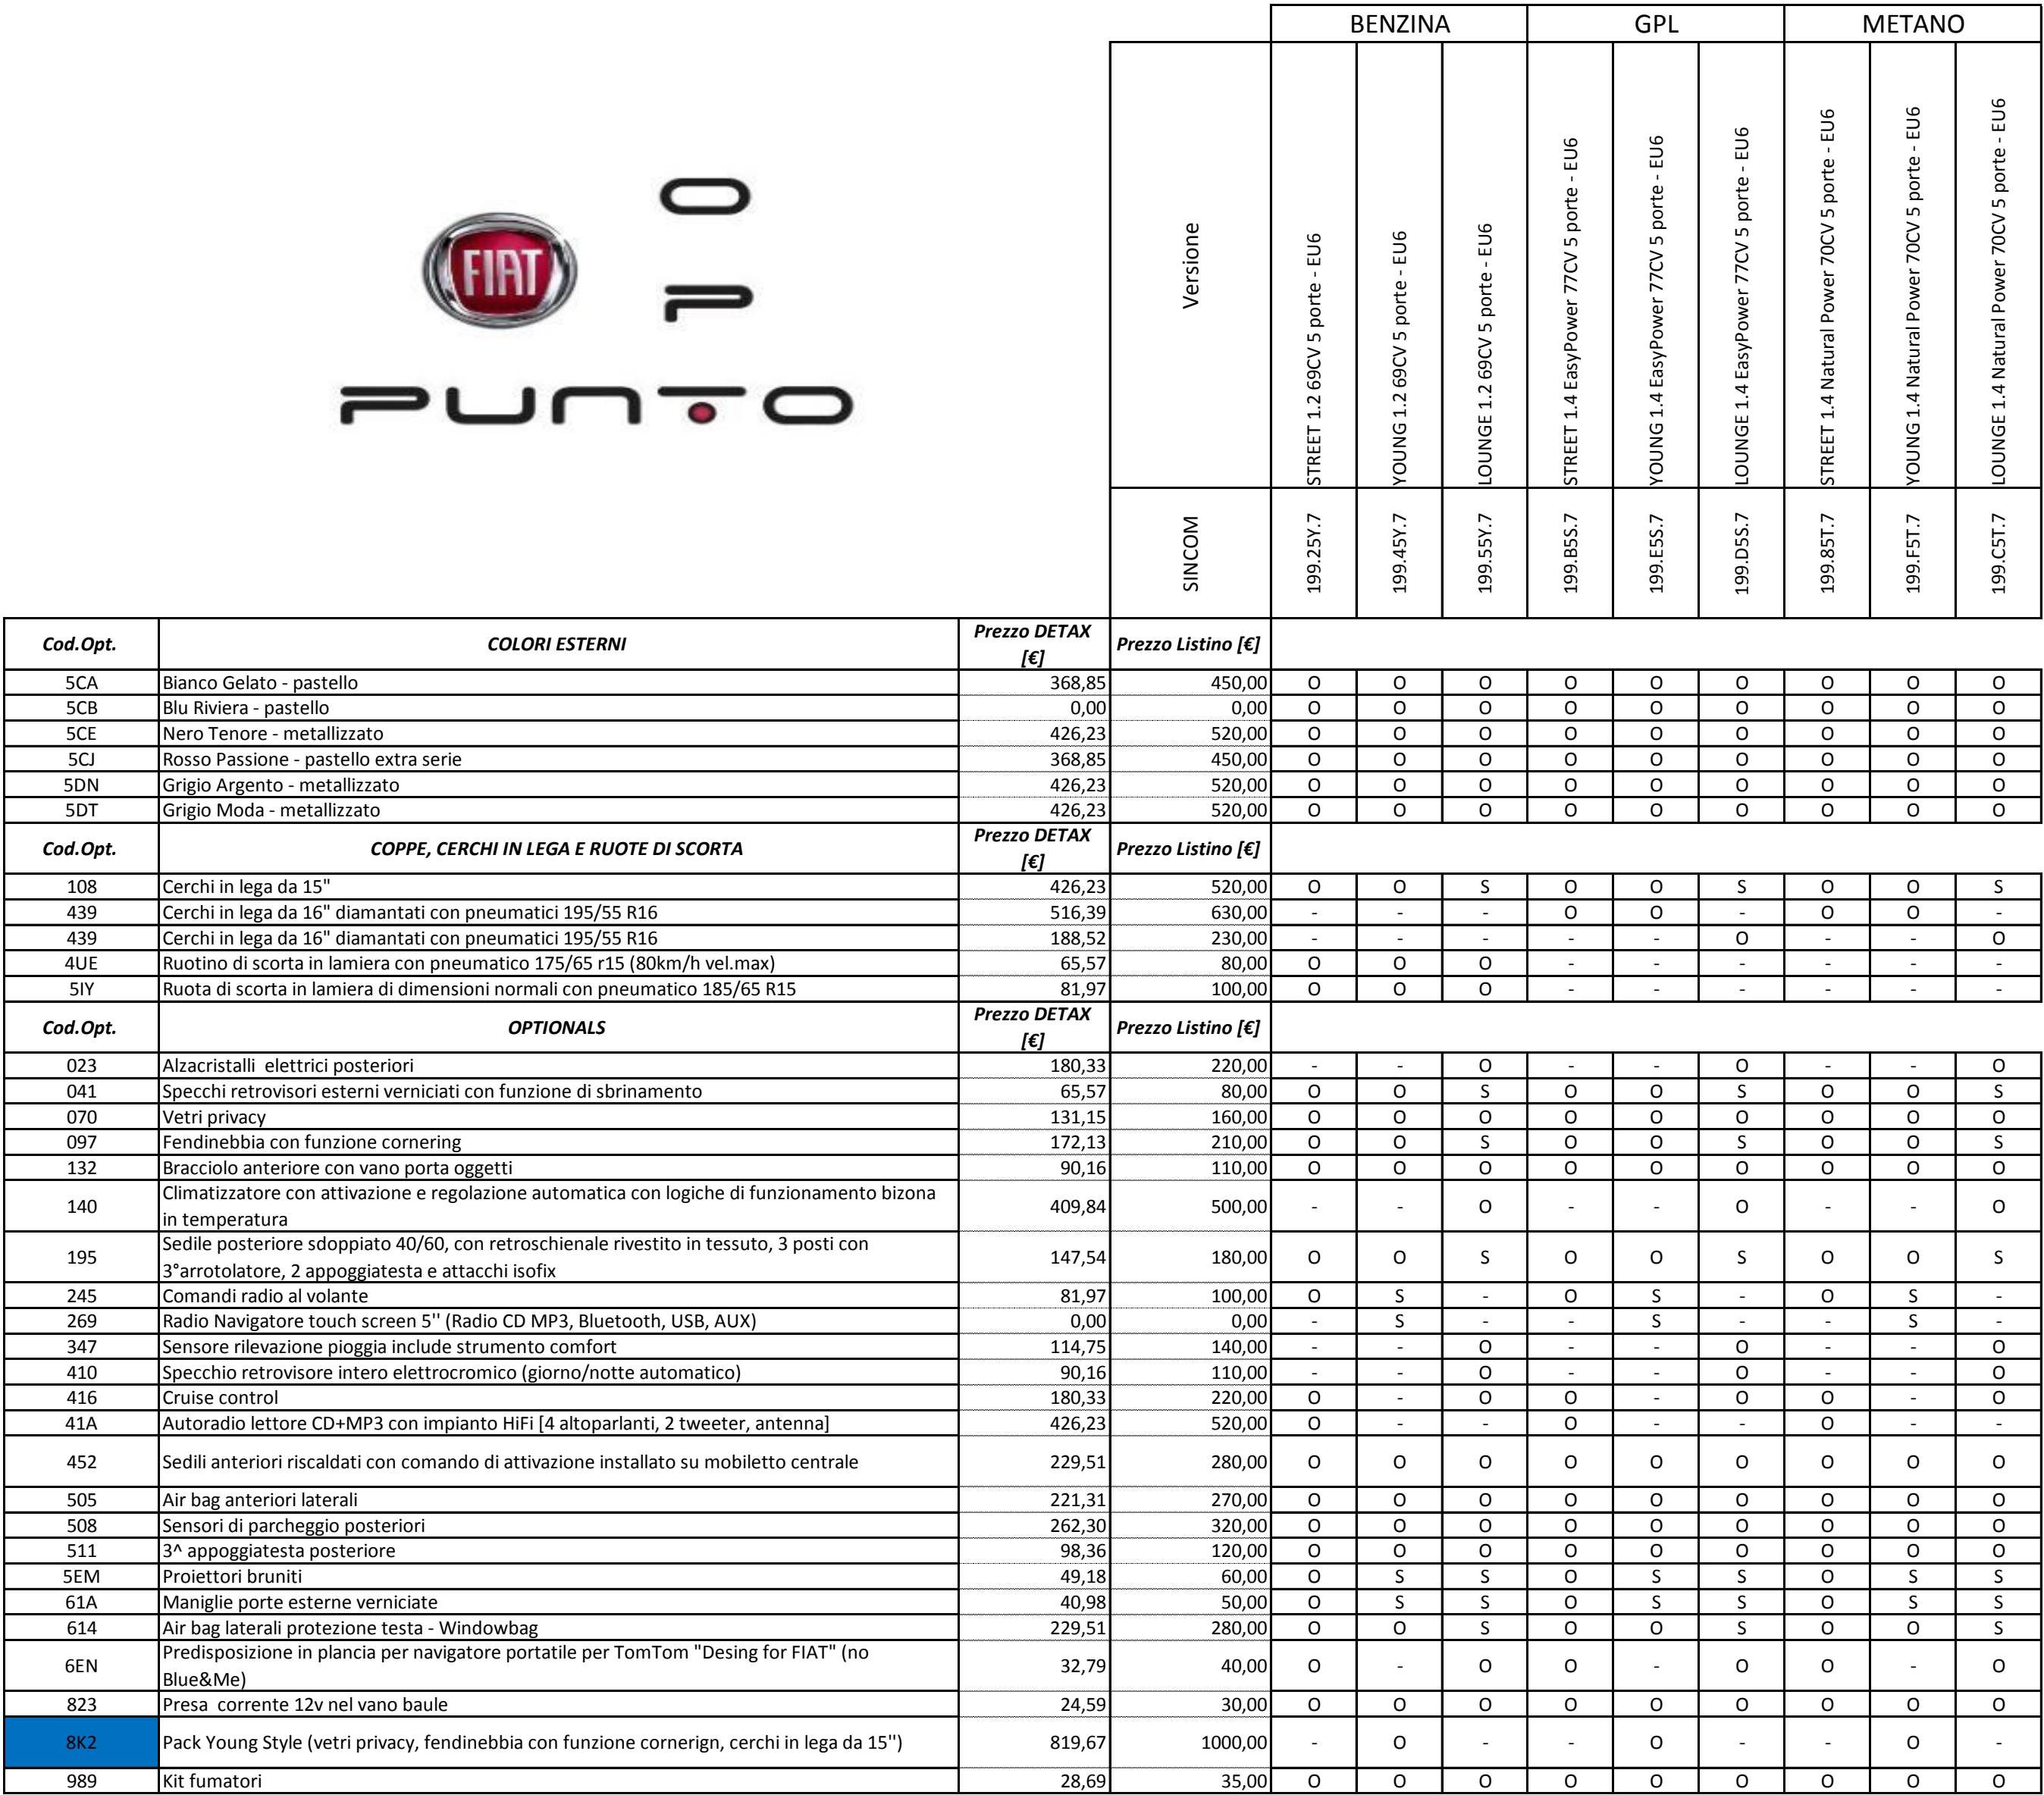 BENZINA GPL METANO
Versione
STREET 1.2 69CV 5 porte - EU6
YOUNG 1.2 69CV 5 porte - EU6
LOUNGE 1.2 69CV 5 porte - EU6
STREET 1.4 EasyPower 77CV 5 porte - EU6
YOUNG 1.4 EasyPower 77CV 5 porte - EU6
LOUNGE 1.4 EasyPower 77CV 5 porte - EU6
STREET 1.4 Natural Power 70CV 5 porte - EU6
YOUNG 1.4 Natural Power 70CV 5 porte - EU6
LOUNGE 1.4 Natural Power 70CV 5 porte - EU6
FIAT
O
P
PUNTO
SINCOM
199.25Y.7
199.45Y.7
199.55Y.7
199.B5S.7
199.E5S.7
199.D5S.7
199.85T.7
199.F5T.7
199.C5T.7
Cod.Opt. COLORI ESTERNI Prezzo DETAX [€] Prezzo Listino [€]
5CA Bianco Gelato - pastello 368,85 450,00 O O O O O O O O O
5CB Blu Riviera - pastello 0,00 0,00 O O O O O O O O O
5CE Nero Tenore - metallizzato 426,23 520,00 O O O O O O O O O
5CJ Rosso Passione - pastello extra serie 368,85 450,00 O O O O O O O O O
5DN Grigio Argento - metallizzato 426,23 520,00 O O O O O O O O O
5DT Grigio Moda - metallizzato 426,23 520,00 O O O O O O O O O
Cod.Opt. COPPE, CERCHI IN LEGA E RUOTE DI SCORTA Prezzo DETAX [€] Prezzo Listino [€]
108 Cerchi in lega da 15" 426,23 520,00 O O S O O S O O S
439 Cerchi in lega da 16" diamantati con pneumatici 195/55 R16 516,39 630,00 - - - O O - O O -
439 Cerchi in lega da 16" diamantati con pneumatici 195/55 R16 188,52 230,00 - - - - - O - - O
4UE Ruotino di scorta in lamiera con pneumatico 175/65 r15 (80km/h vel.max) 65,57 80,00 O O O - - - - - -
5IY Ruota di scorta in lamiera di dimensioni normali con pneumatico 185/65 R15 81,97 100,00 O O O - - - - - -
Cod.Opt. OPTIONALS Prezzo DETAX [€] Prezzo Listino [€]
023 Alzacristalli  elettrici posteriori 180,33 220,00 - - O - - O - - O
041 Specchi retrovisori esterni verniciati con funzione di sbrinamento 65,57 80,00 O O S O O S O O S
070 Vetri privacy 131,15 160,00 O O O O O O O O O
097 Fendinebbia con funzione cornering 172,13 210,00 O O S O O S O O S
132 Bracciolo anteriore con vano porta oggetti 90,16 110,00 O O O O O O O O O
140 Climatizzatore con attivazione e regolazione automatica con logiche di funzionamento bizona
in temperatura 409,84 500,00 - - O - - O - - O
195 Sedile posteriore sdoppiato 40/60, con retroschienale rivestito in tessuto, 3 posti con
3°arrotolatore, 2 appoggiatesta e attacchi isofix 147,54 180,00 O O S O O S O O S
245 Comandi radio al volante 81,97 100,00 O S - O S - O S -
269 Radio Navigatore touch screen 5'' (Radio CD MP3, Bluetooth, USB, AUX) 0,00 0,00 - S - - S - - S -
347 Sensore rilevazione pioggia include strumento comfort 114,75 140,00 - - O - - O - - O
410 Specchio retrovisore intero elettrocromico (giorno/notte automatico) 90,16 110,00 - - O - - O - - O
416 Cruise control 180,33 220,00 O - O O - O O - O
41A Autoradio lettore CD+MP3 con impianto HiFi [4 altoparlanti, 2 tweeter, antenna] 426,23 520,00 O - - O - - O - -
452 Sedili anteriori riscaldati con comando di attivazione installato su mobiletto centrale 229,51 280,00 O O O O O O O O O
505 Air bag anteriori laterali 221,31 270,00 O O O O O O O O O
508 Sensori di parcheggio posteriori 262,30 320,00 O O O O O O O O O
511 3^ appoggiatesta posteriore 98,36 120,00 O O O O O O O O O
5EM Proiettori bruniti 49,18 60,00 O S S O S S O S S
61A Maniglie porte esterne verniciate 40,98 50,00 O S S O S S O S S
614 Air bag laterali protezione testa - Windowbag 229,51 280,00 O O S O O S O O S
6EN Predisposizione in plancia per navigatore portatile per TomTom "Desing for FIAT" (no
Blue&Me) 32,79 40,00 O - O O - O O - O
823 Presa  corrente 12v nel vano baule 24,59 30,00 O O O O O O O O O
8K2 Pack Young Style (vetri privacy, fendinebbia con funzione cornerign, cerchi in lega da 15'') 819,67 1000,00 - O - - O - - O -
989 Kit fumatori 28,69 35,00 O O O O O O O O O